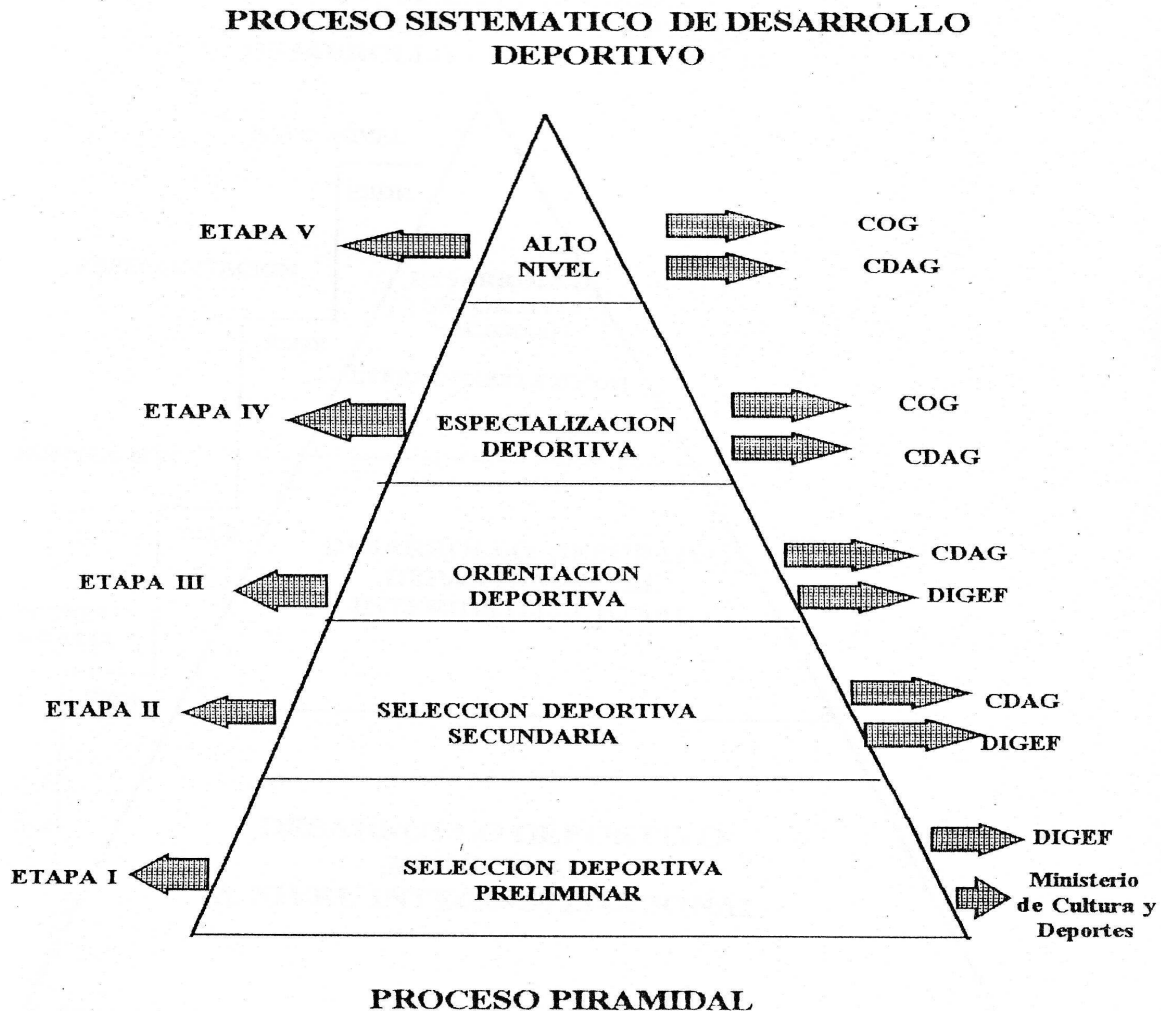 PROCESO SISTEMATICO DE DESARROLLO
DEPORTIVO
ETAPA V
ALTO
NIVEL
COG
CDAG
ETAPA IV
ESPECIALIZACION
DEPORTIVA
COG
CDAG
ETAPA III
ORIENTACION
DEPORTIVA
CDAG
DIGEF
ETAPA II
SELECCION DEPORTIVA
SECUNDARIA
CDAG
DIGEF
ETAPA I
SELECCION DEPORTIVA
PRELIMINAR
DIGEF
Ministerio
de Cultura y
Deportes
PROCESO PIRAMIDAL